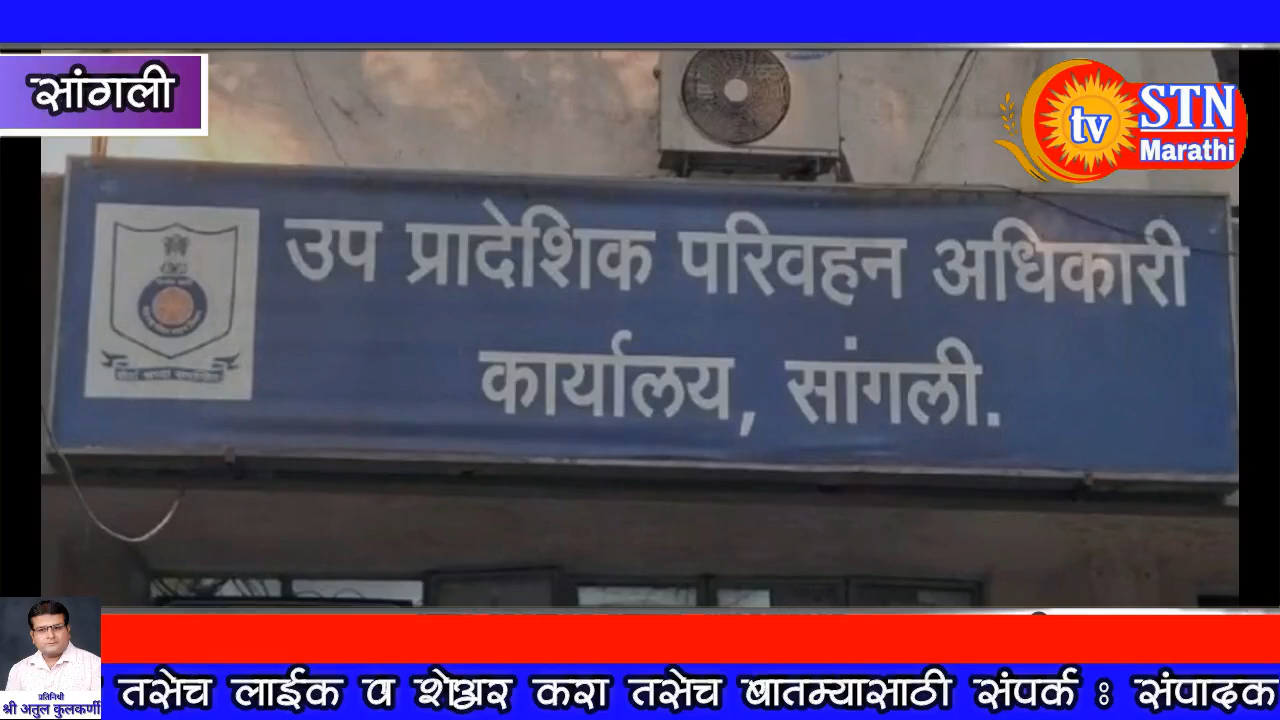 सांगली
tv STN
Marathi
उप प्रादेशिक परिवहन अधिकारी
कार्यालय, सांगली.
प्रतिनिधी
श्री अतुल कुलकर्णी
तसेच लाईक व शेअर करा तसेच बातम्यासाठी संपर्क : संपादक